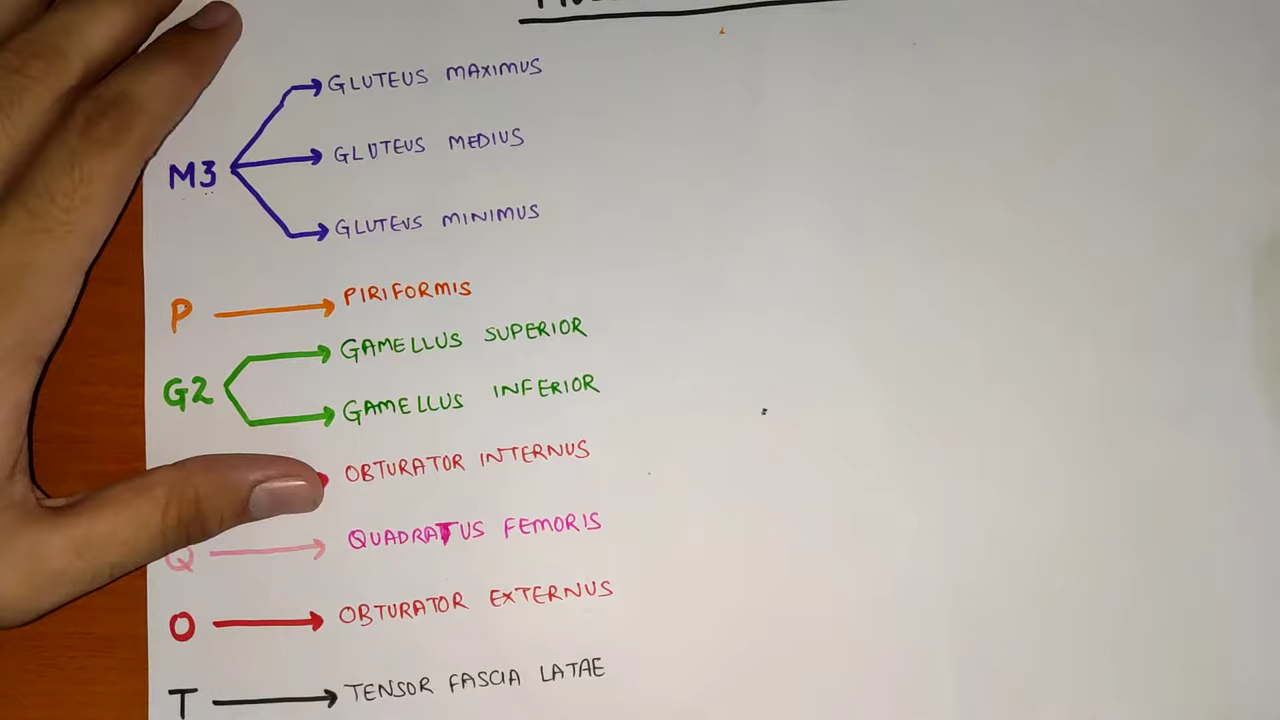 GLUTEUS MAXIMUS
M3 GLUTEUS MEDIUS
GLUTEUS MINIMUS
P PIRIFORMIS
GAMELLUS SUPERIOR
G2
GAMELLUS INFERIOR
OBTURATOR INTERNUS
Q QUADRATUS FEMORIS
O OBTURATOR EXTERNUS
T TENSOR FASCIA LATAE